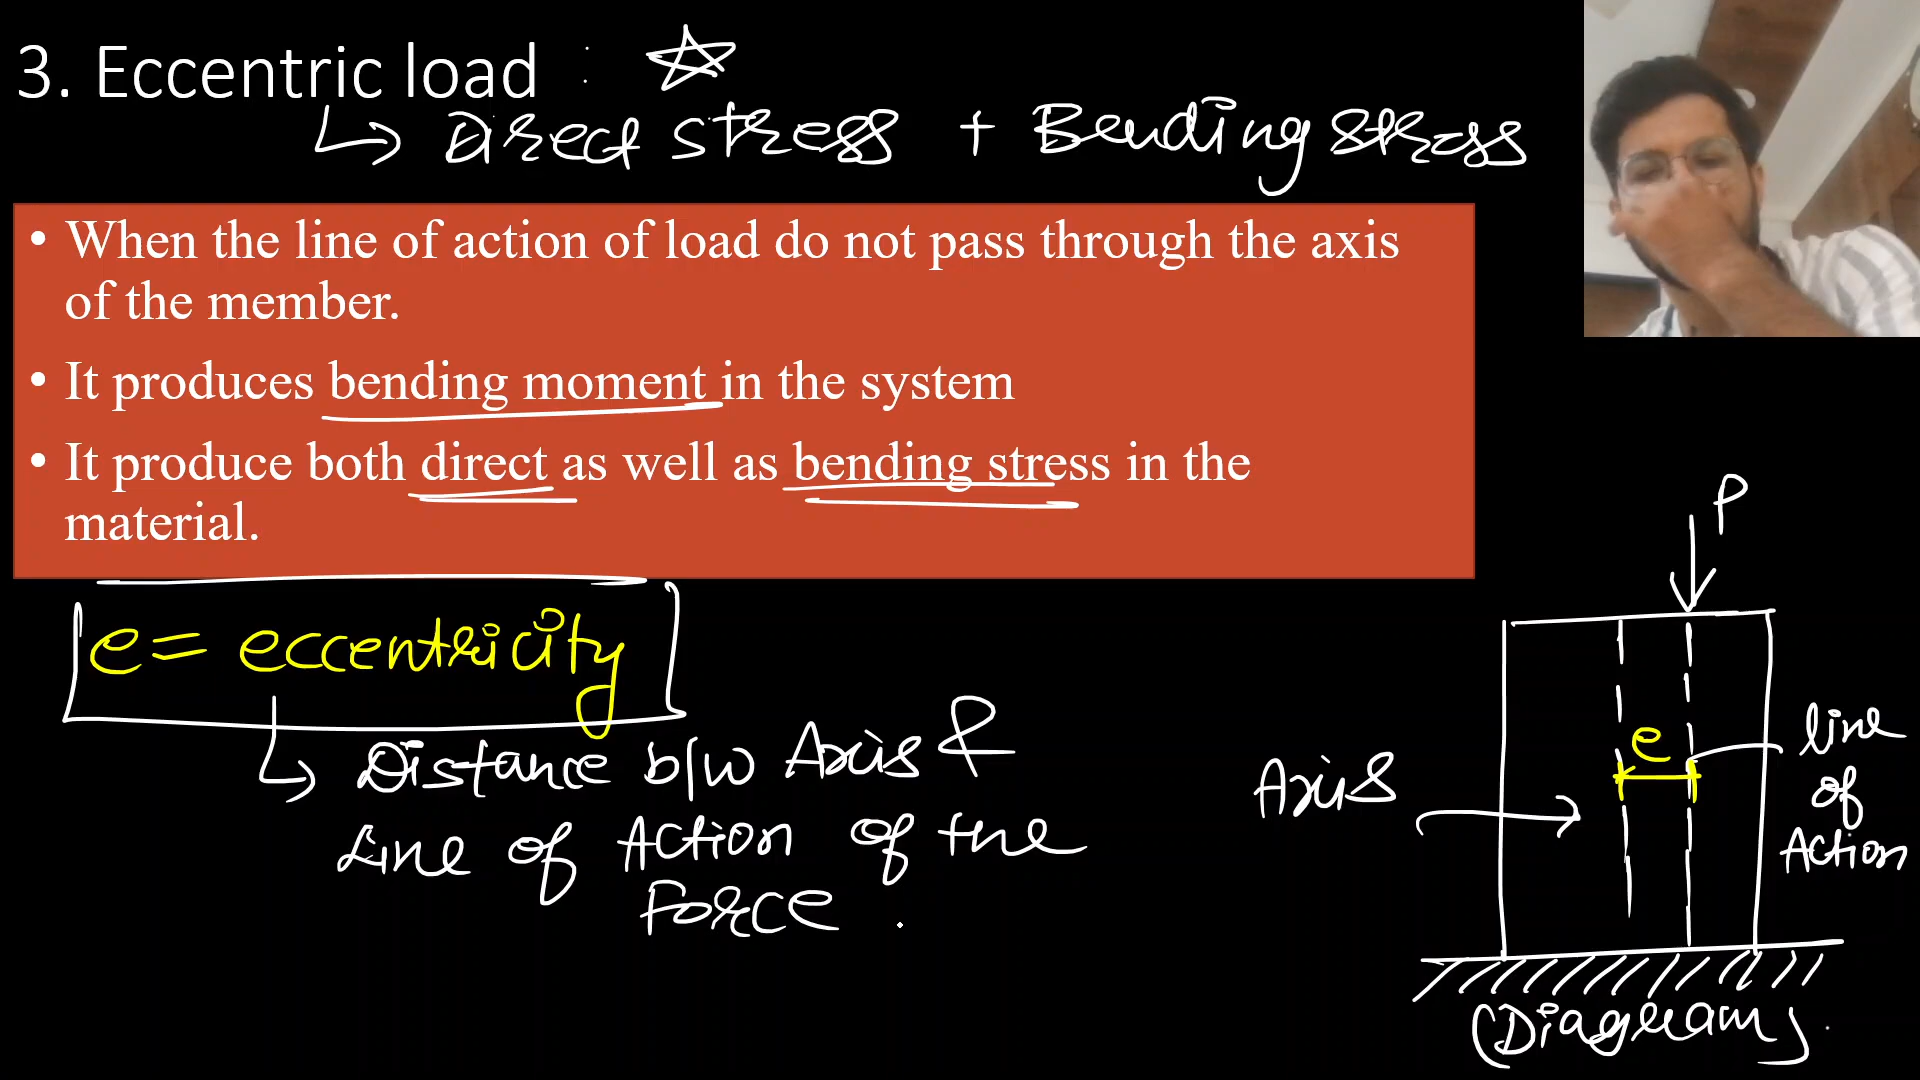 3. Eccentric load :
Direct stress + Bending stress
• When the line of action of load do not pass through the axis
of the member.
• It produces bending moment in the system
• It produce both direct as well as bending stress in the
material.
e = eccentricity
Distance b/w Axis &
Line of Action of the
Force .
P
e
Axis
line
of
Action
(Diagram).